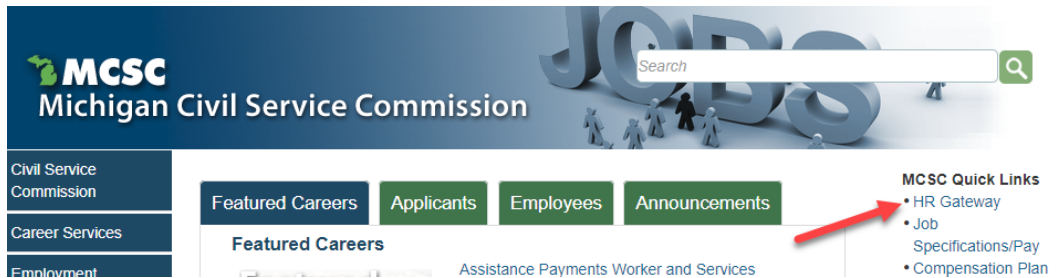 JOBS
Search
MCSC
Michigan Civil Service Commission
Civil Service
Commission
Career Services
Employment
Featured Careers
Applicants
Employees
Announcements
Featured Careers
Assistance Payments Worker and Services
MCSC Quick Links
• HR Gateway
• Job
Specifications/Pay
• Compensation Plan